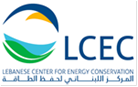 LCEC
LEBANESE CENTER FOR ENERGY CONSERVATION
المركز اللبناني لحفظ الطاقة